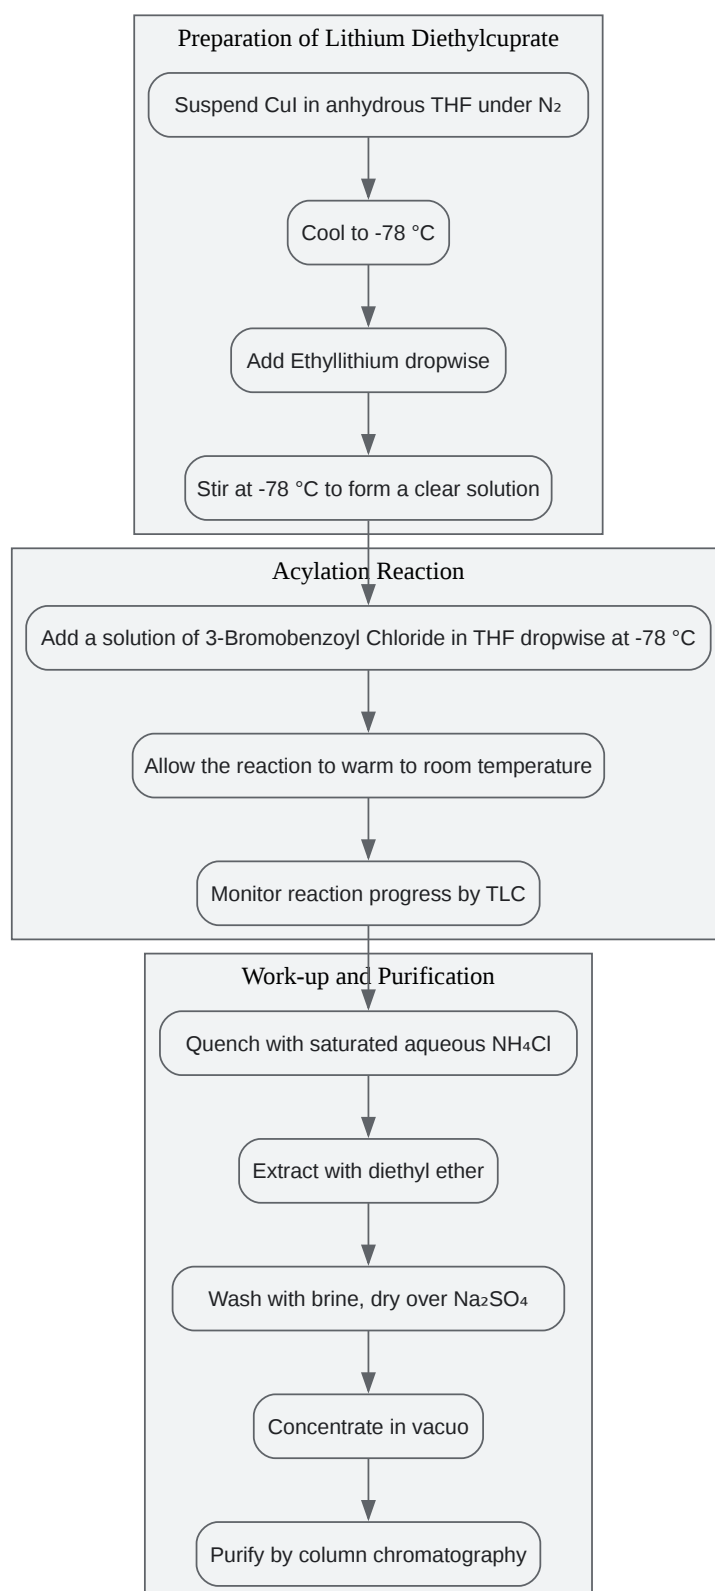 Preparation of Lithium Diethylcuprate
Suspend CuI in anhydrous THF under N₂
Cool to -78 °C
Add Ethyllithium dropwise
Stir at -78 °C to form a clear solution
Acylation Reaction
Add a solution of 3-Bromobenzoyl Chloride in THF dropwise at -78 °C
Allow the reaction to warm to room temperature
Monitor reaction progress by TLC
Work-up and Purification
Quench with saturated aqueous NH₄Cl
Extract with diethyl ether
Wash with brine, dry over Na₂SO₄
Concentrate in vacuo
Purify by column chromatography